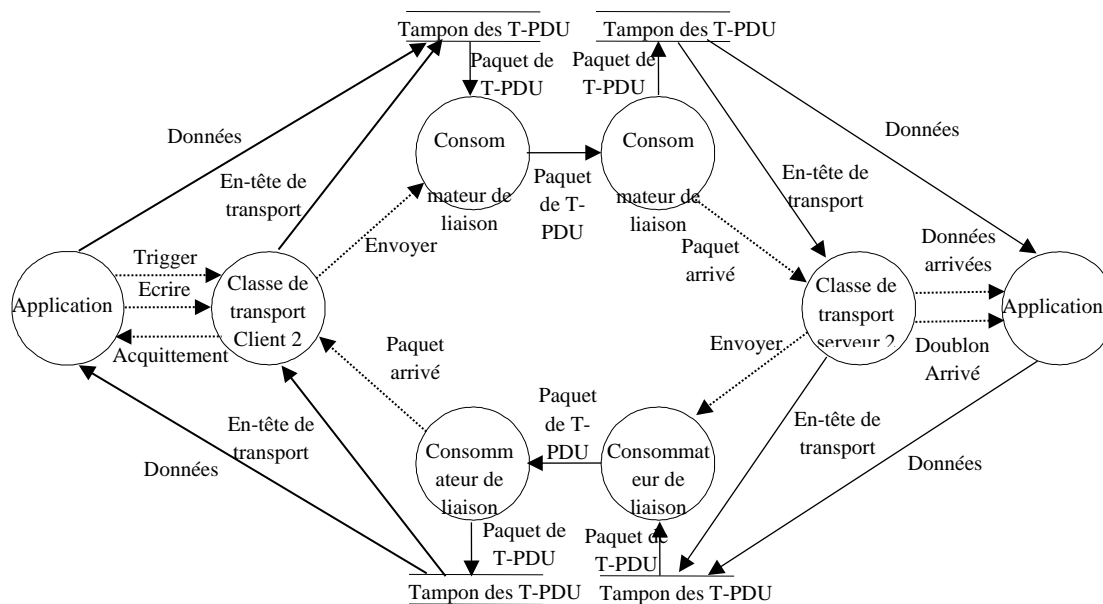 Tampon des T-PDU
Tampon des T-PDU
Paquet de
T-PDU
Paquet de
T-PDU
Données
Consom
mateur de
liaison
Consom
mateur de
liaison
Données
En-tête de
transport
Paquet
de T-
PDU
En-tête de
transport
Envoyer
Paquet
arrivé
Données
arrivées
Trigger
Ecrire
Acquittement
Application
Classe de
transport
Client 2
Classe de
transport
serveur 2
Application
Paquet
arrivé
Envoyer
Doublon
Arrivé
En-tête de
transport
Paquet
de T-
PDU
En-tête de
transport
Données
Consomm
ateur de
liaison
Consommat
eur de
liaison
Données
Paquet de
T-PDU
Paquet de
T-PDU
Tampon des T-PDU
Tampon des T-PDU